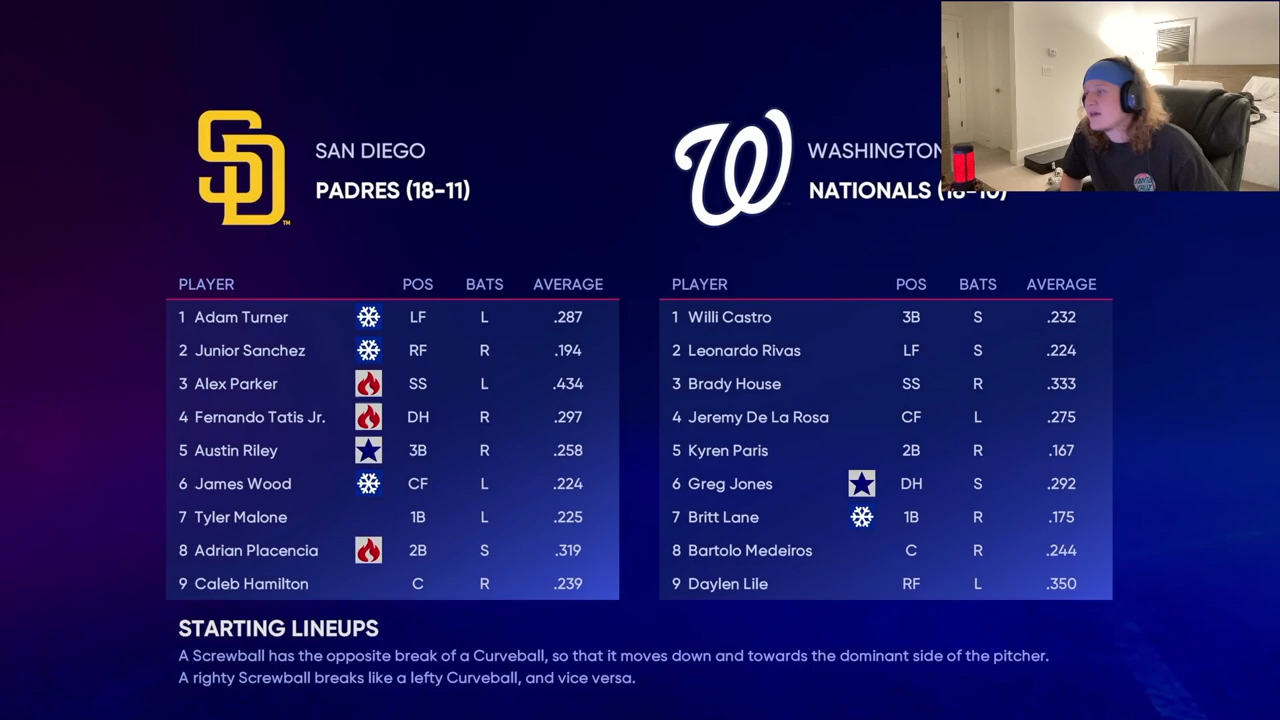 SD
TM
SAN DIEGO
PADRES (18-11)
W
WASHINGTON
NATIONALS (18-10)
PLAYER POS BATS AVERAGE
1 Adam Turner LF L .287
2 Junior Sanchez RF R .194
3 Alex Parker SS L .434
4 Fernando Tatis Jr. DH R .297
5 Austin Riley 3B R .258
6 James Wood CF L .224
7 Tyler Malone 1B L .225
8 Adrian Placencia 2B S .319
9 Caleb Hamilton C R .239
PLAYER POS BATS AVERAGE
1 Willi Castro 3B S .232
2 Leonardo Rivas LF S .224
3 Brady House SS R .333
4 Jeremy De La Rosa CF L .275
5 Kyren Paris 2B R .167
6 Greg Jones DH S .292
7 Britt Lane 1B R .175
8 Bartolo Medeiros C R .244
9 Daylen Lile RF L .350
STARTING LINEUPS
A Screwball has the opposite break of a Curveball, so that it moves down and towards the dominant side of the pitcher.
A righty Screwball breaks like a lefty Curveball, and vice versa.